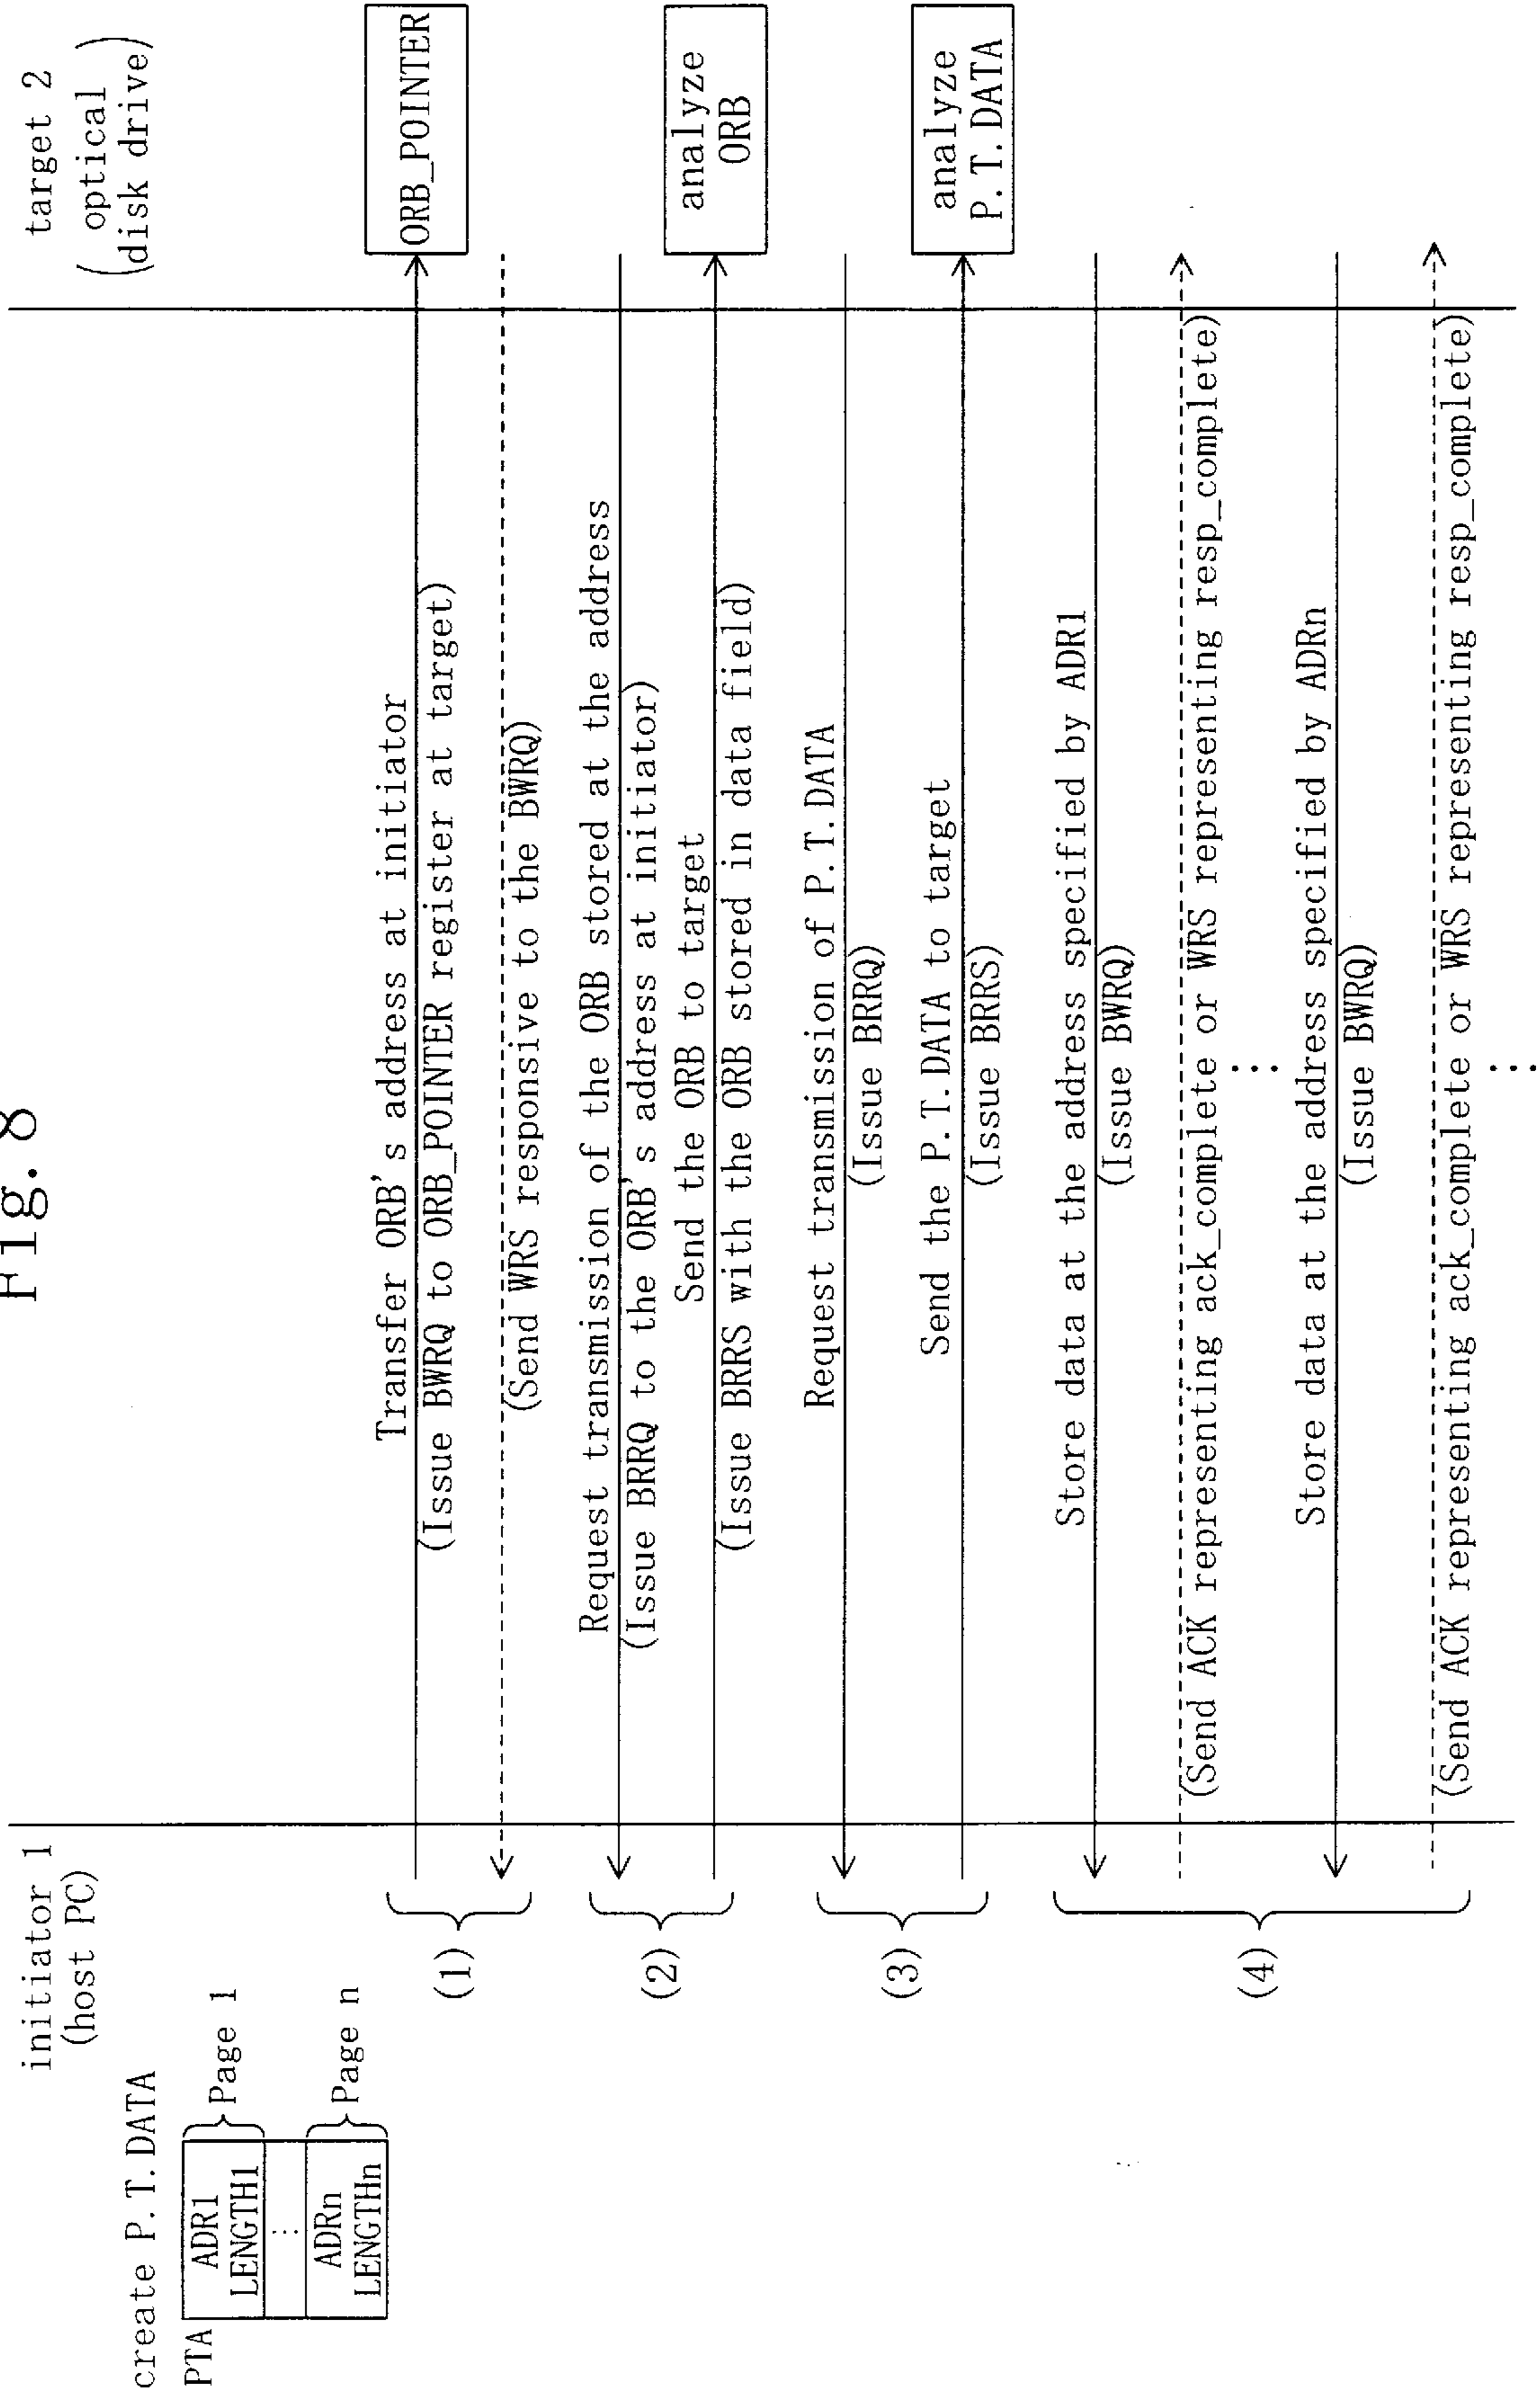 Fig. 8
initiator 1
(host PC)
target 2
(optical
disk drive)
create P.T.DATA
PTA
ADR1
LENGTH1
Page 1
⋮
ADRn
LENGTHn
Page n
(1)
Transfer ORB's address at initiator
(Issue BWRQ to ORB_POINTER register at target)
ORB_POINTER
(Send WRS responsive to the BWRQ)
(2)
Request transmission of the ORB stored at the address
(Issue BRRQ to the ORB's address at initiator)
Send the ORB to target
(Issue BRRS with the ORB stored in data field)
analyze
ORB
(3)
Request transmission of P.T.DATA
(Issue BRRQ)
Send the P.T.DATA to target
(Issue BRRS)
analyze
P.T.DATA
(4)
Store data at the address specified by ADR1
(Issue BWRQ)
(Send ACK representing ack_complete or WRS representing resp_complete)
⋮
Store data at the address specified by ADRn
(Issue BWRQ)
(Send ACK representing ack_complete or WRS representing resp_complete)
⋮